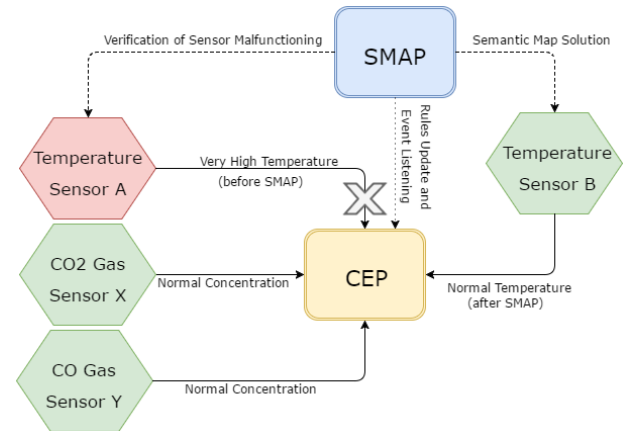 Verification of Sensor Malfunctioning
SMAP
Semantic Map Solution
Temperature
Sensor A
Very High Temperature
(before SMAP)
Rules Update and
Event Listening
Temperature
Sensor B
CO2 Gas
Sensor X
Normal Concentration
CEP
Normal Temperature
(after SMAP)
CO Gas
Sensor Y
Normal Concentration